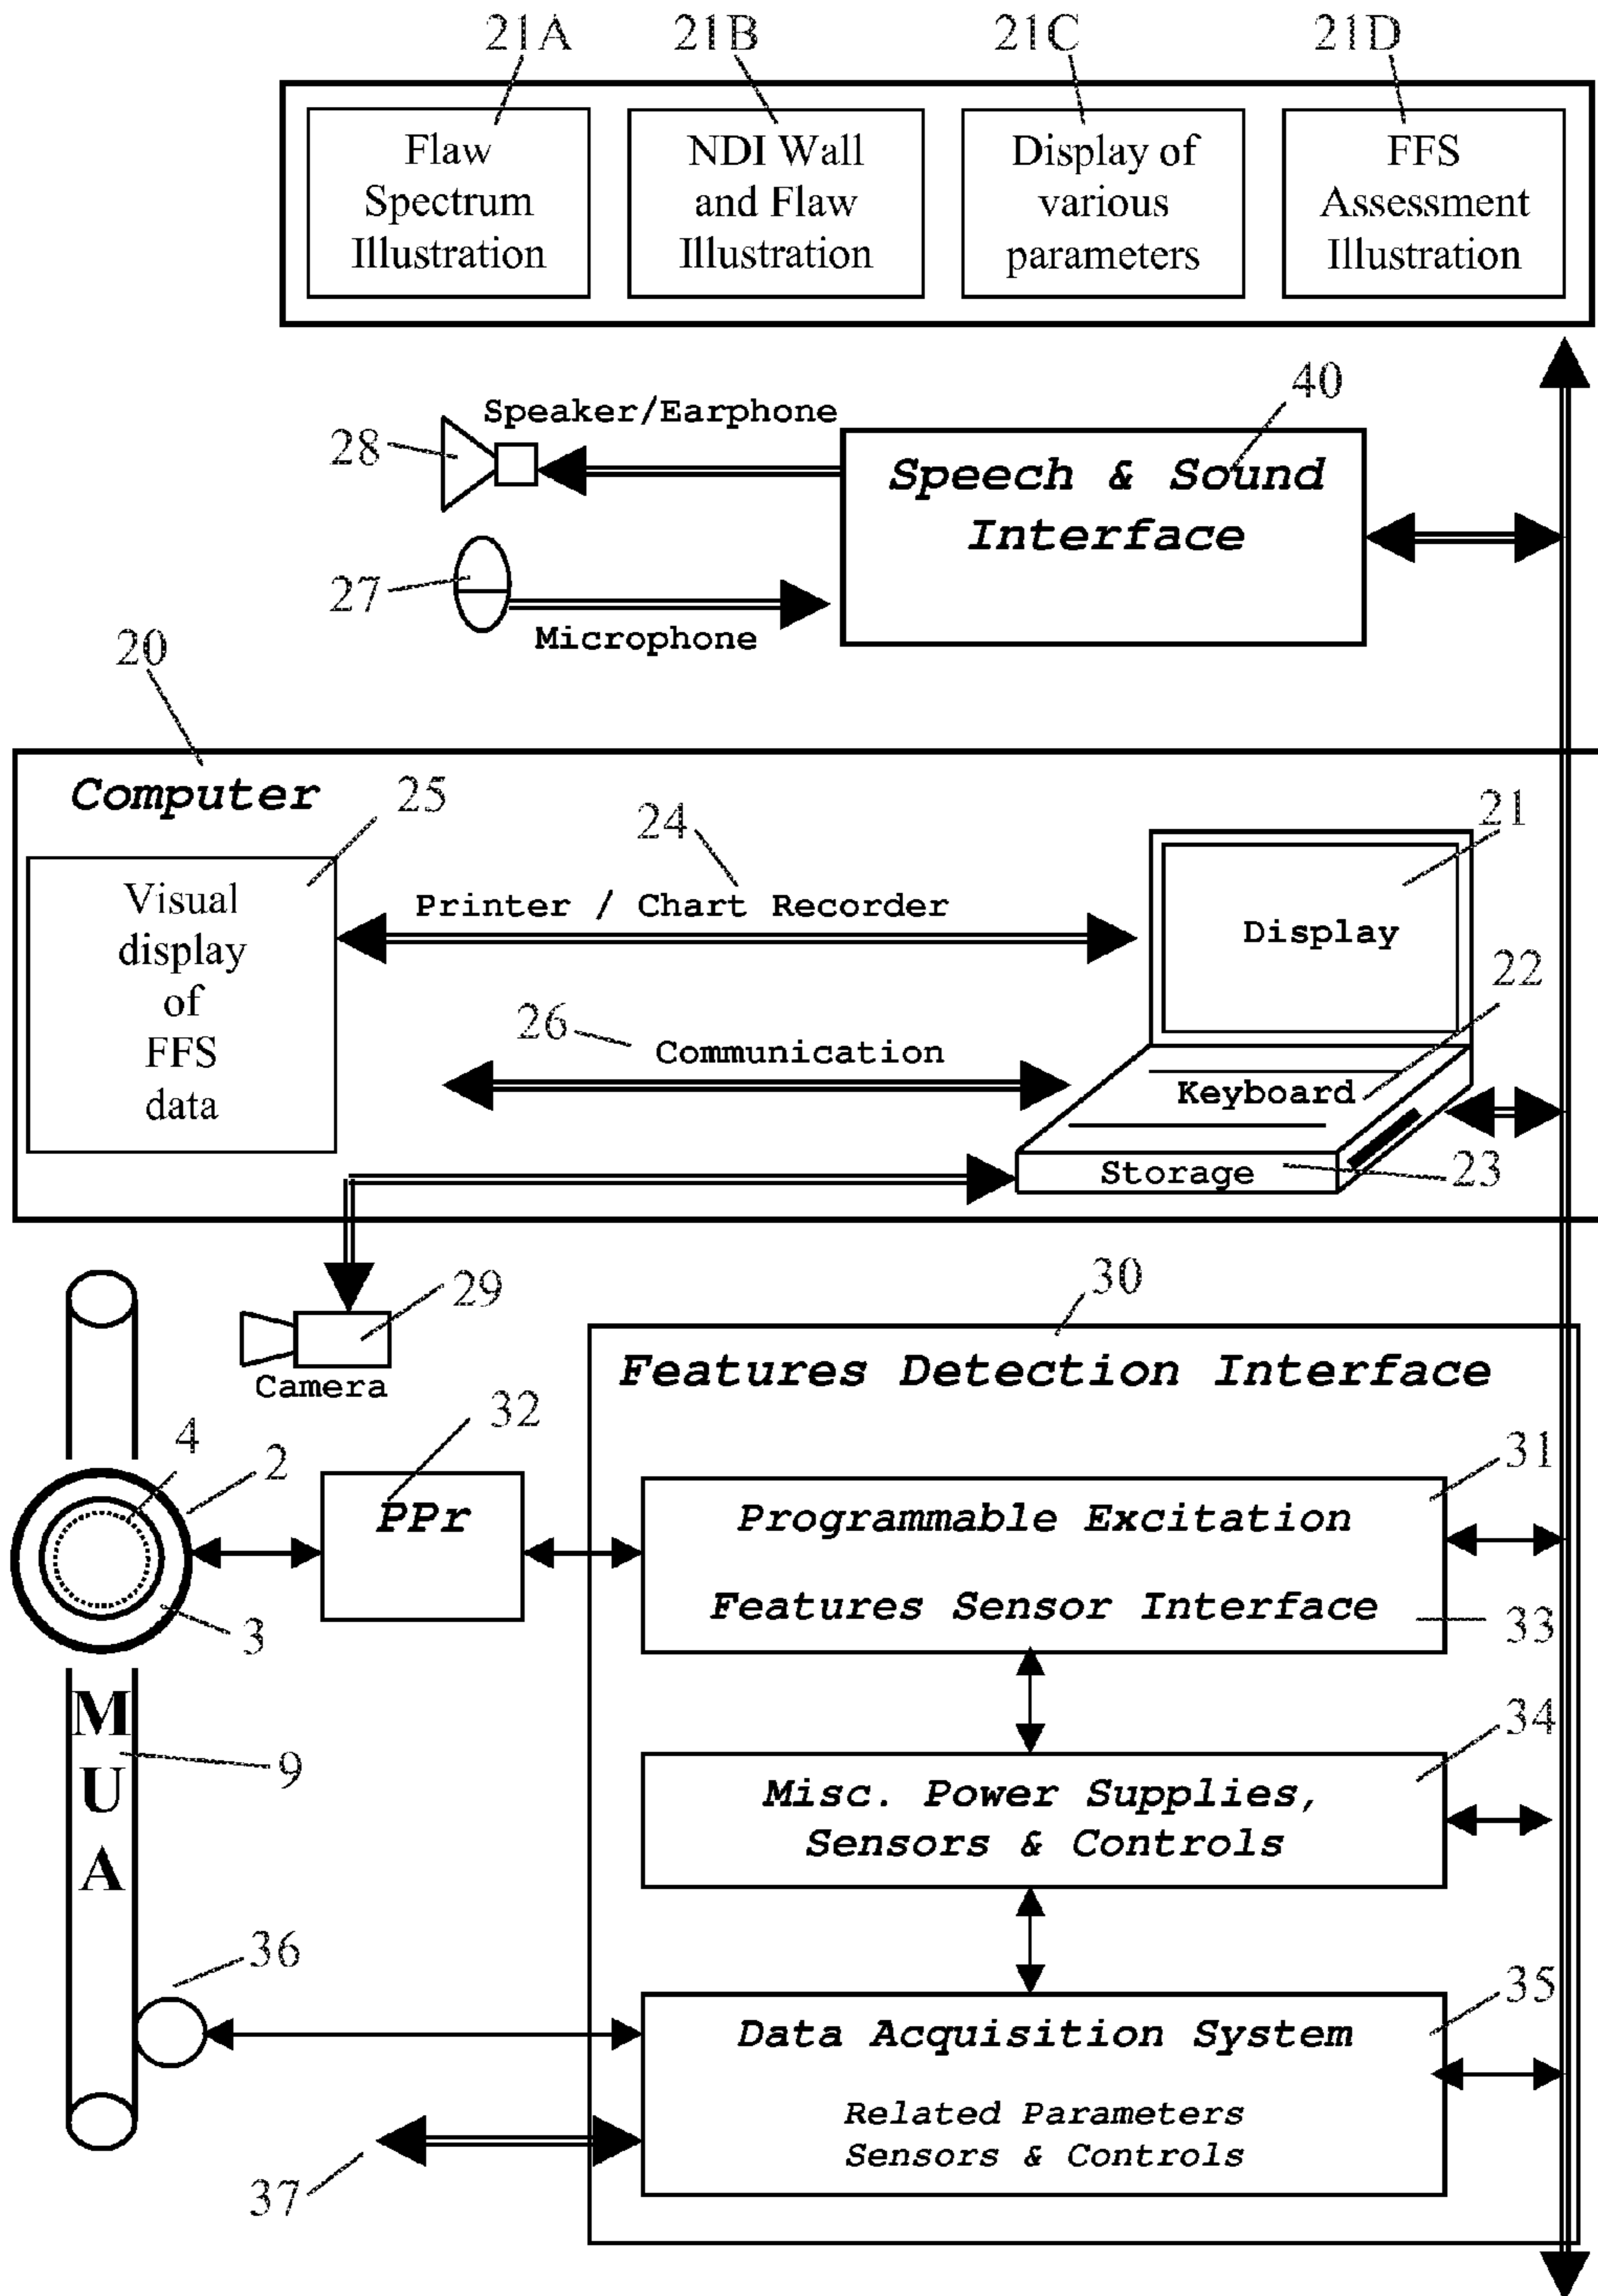 21A
21B
21C
21D
Flaw
Spectrum
Illustration
NDI Wall
and Flaw
Illustration
Display of
various
parameters
FFS
Assessment
Illustration
40
Speaker/Earphone
28
Speech & Sound
Interface
27
Microphone
20
Computer
25
24
21
Visual
display
of
FFS
data
Printer / Chart Recorder
Display
22
26
Communication
Keyboard
Storage
23
29
Camera
30
Features Detection Interface
32
4
2
31
PPr
Programmable Excitation
Features Sensor Interface
33
3
M
U
A
9
34
Misc. Power Supplies,
Sensors & Controls
36
35
Data Acquisition System
Related Parameters
Sensors & Controls
37